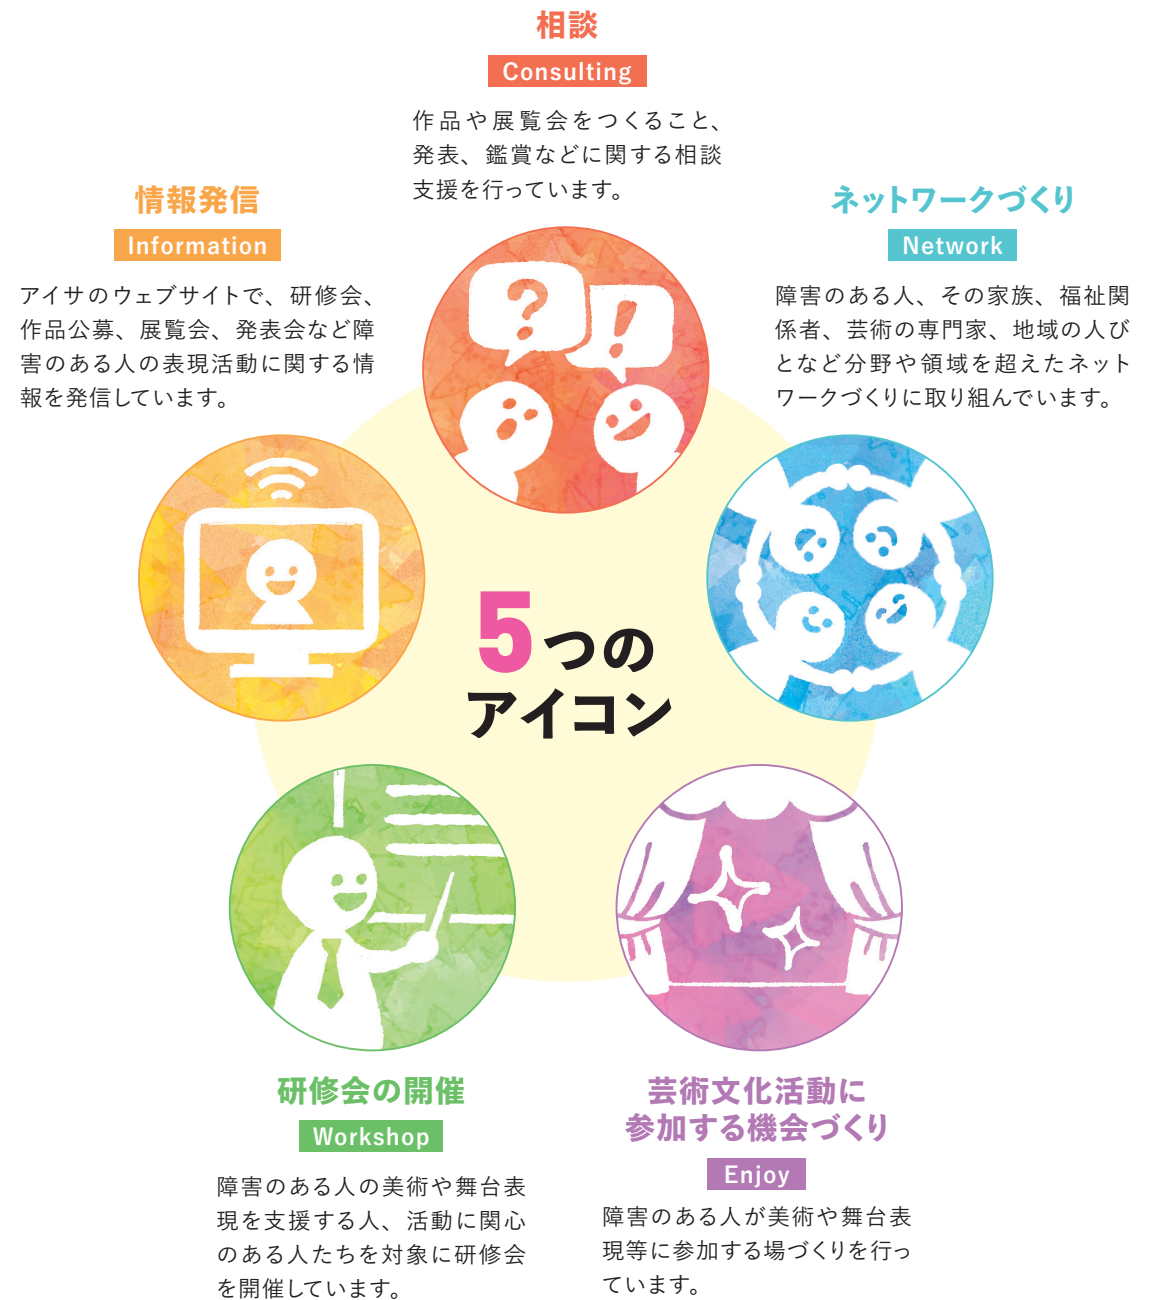 相談
Consulting
作品や展覧会をつくること、
発表、鑑賞などに関する相談
支援を行っています。
情報発信
Information
アイサのウェブサイトで、研修会、
作品公募、展覧会、発表会など障
害のある人の表現活動に関する情
報を発信しています。
ネットワークづくり
Network
障害のある人、その家族、福祉関
係者、芸術の専門家、地域の人び
となど分野や領域を超えたネット
ワークづくりに取り組んでいます。
?
!
5つの
アイコン
研修会の開催
Workshop
障害のある人の美術や舞台表
現を支援する人、活動に関心
のある人たちを対象に研修会
を開催しています。
芸術文化活動に
参加する機会づくり
Enjoy
障害のある人が美術や舞台表
現等に参加する場づくりを行っ
ています。